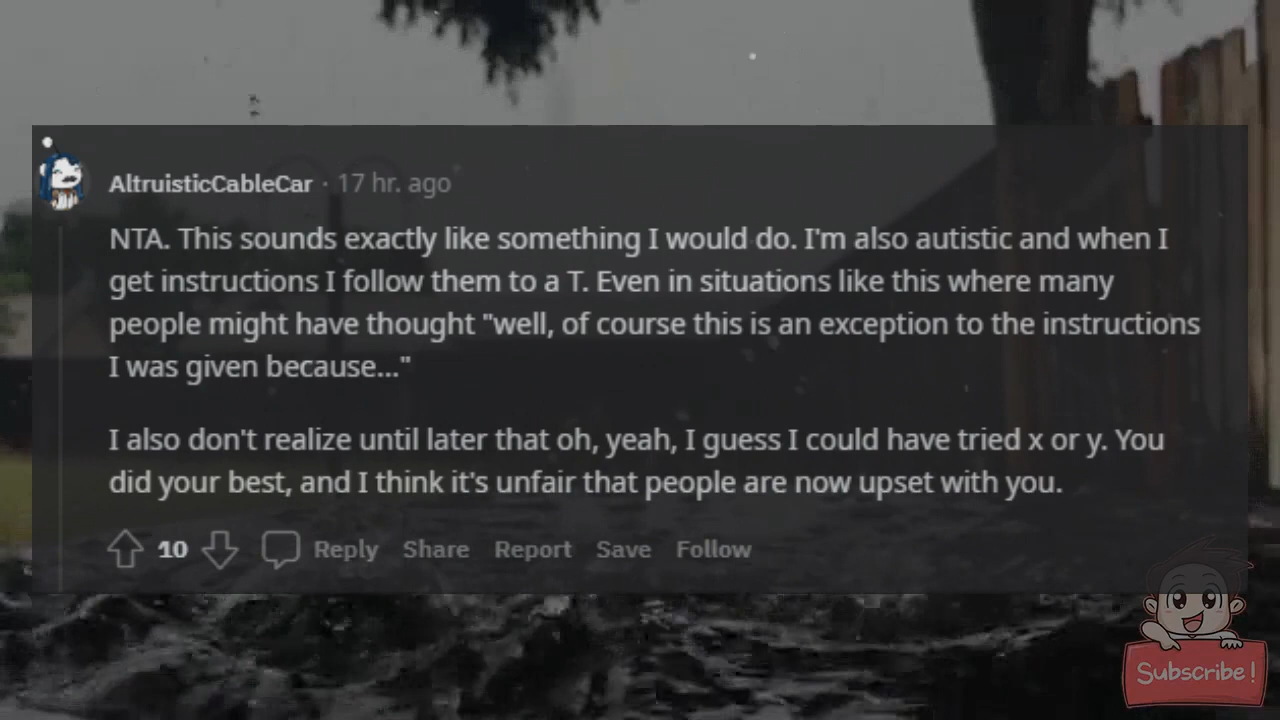 AltruisticCableCar · 17 hr. ago
NTA. This sounds exactly like something I would do. I'm also autistic and when I
get instructions I follow them to a T. Even in situations like this where many
people might have thought "well, of course this is an exception to the instructions
I was given because..."
I also don't realize until later that oh, yeah, I guess I could have tried x or y. You
did your best, and I think it's unfair that people are now upset with you.
10 Reply Share Report Save Follow
Subscribe!